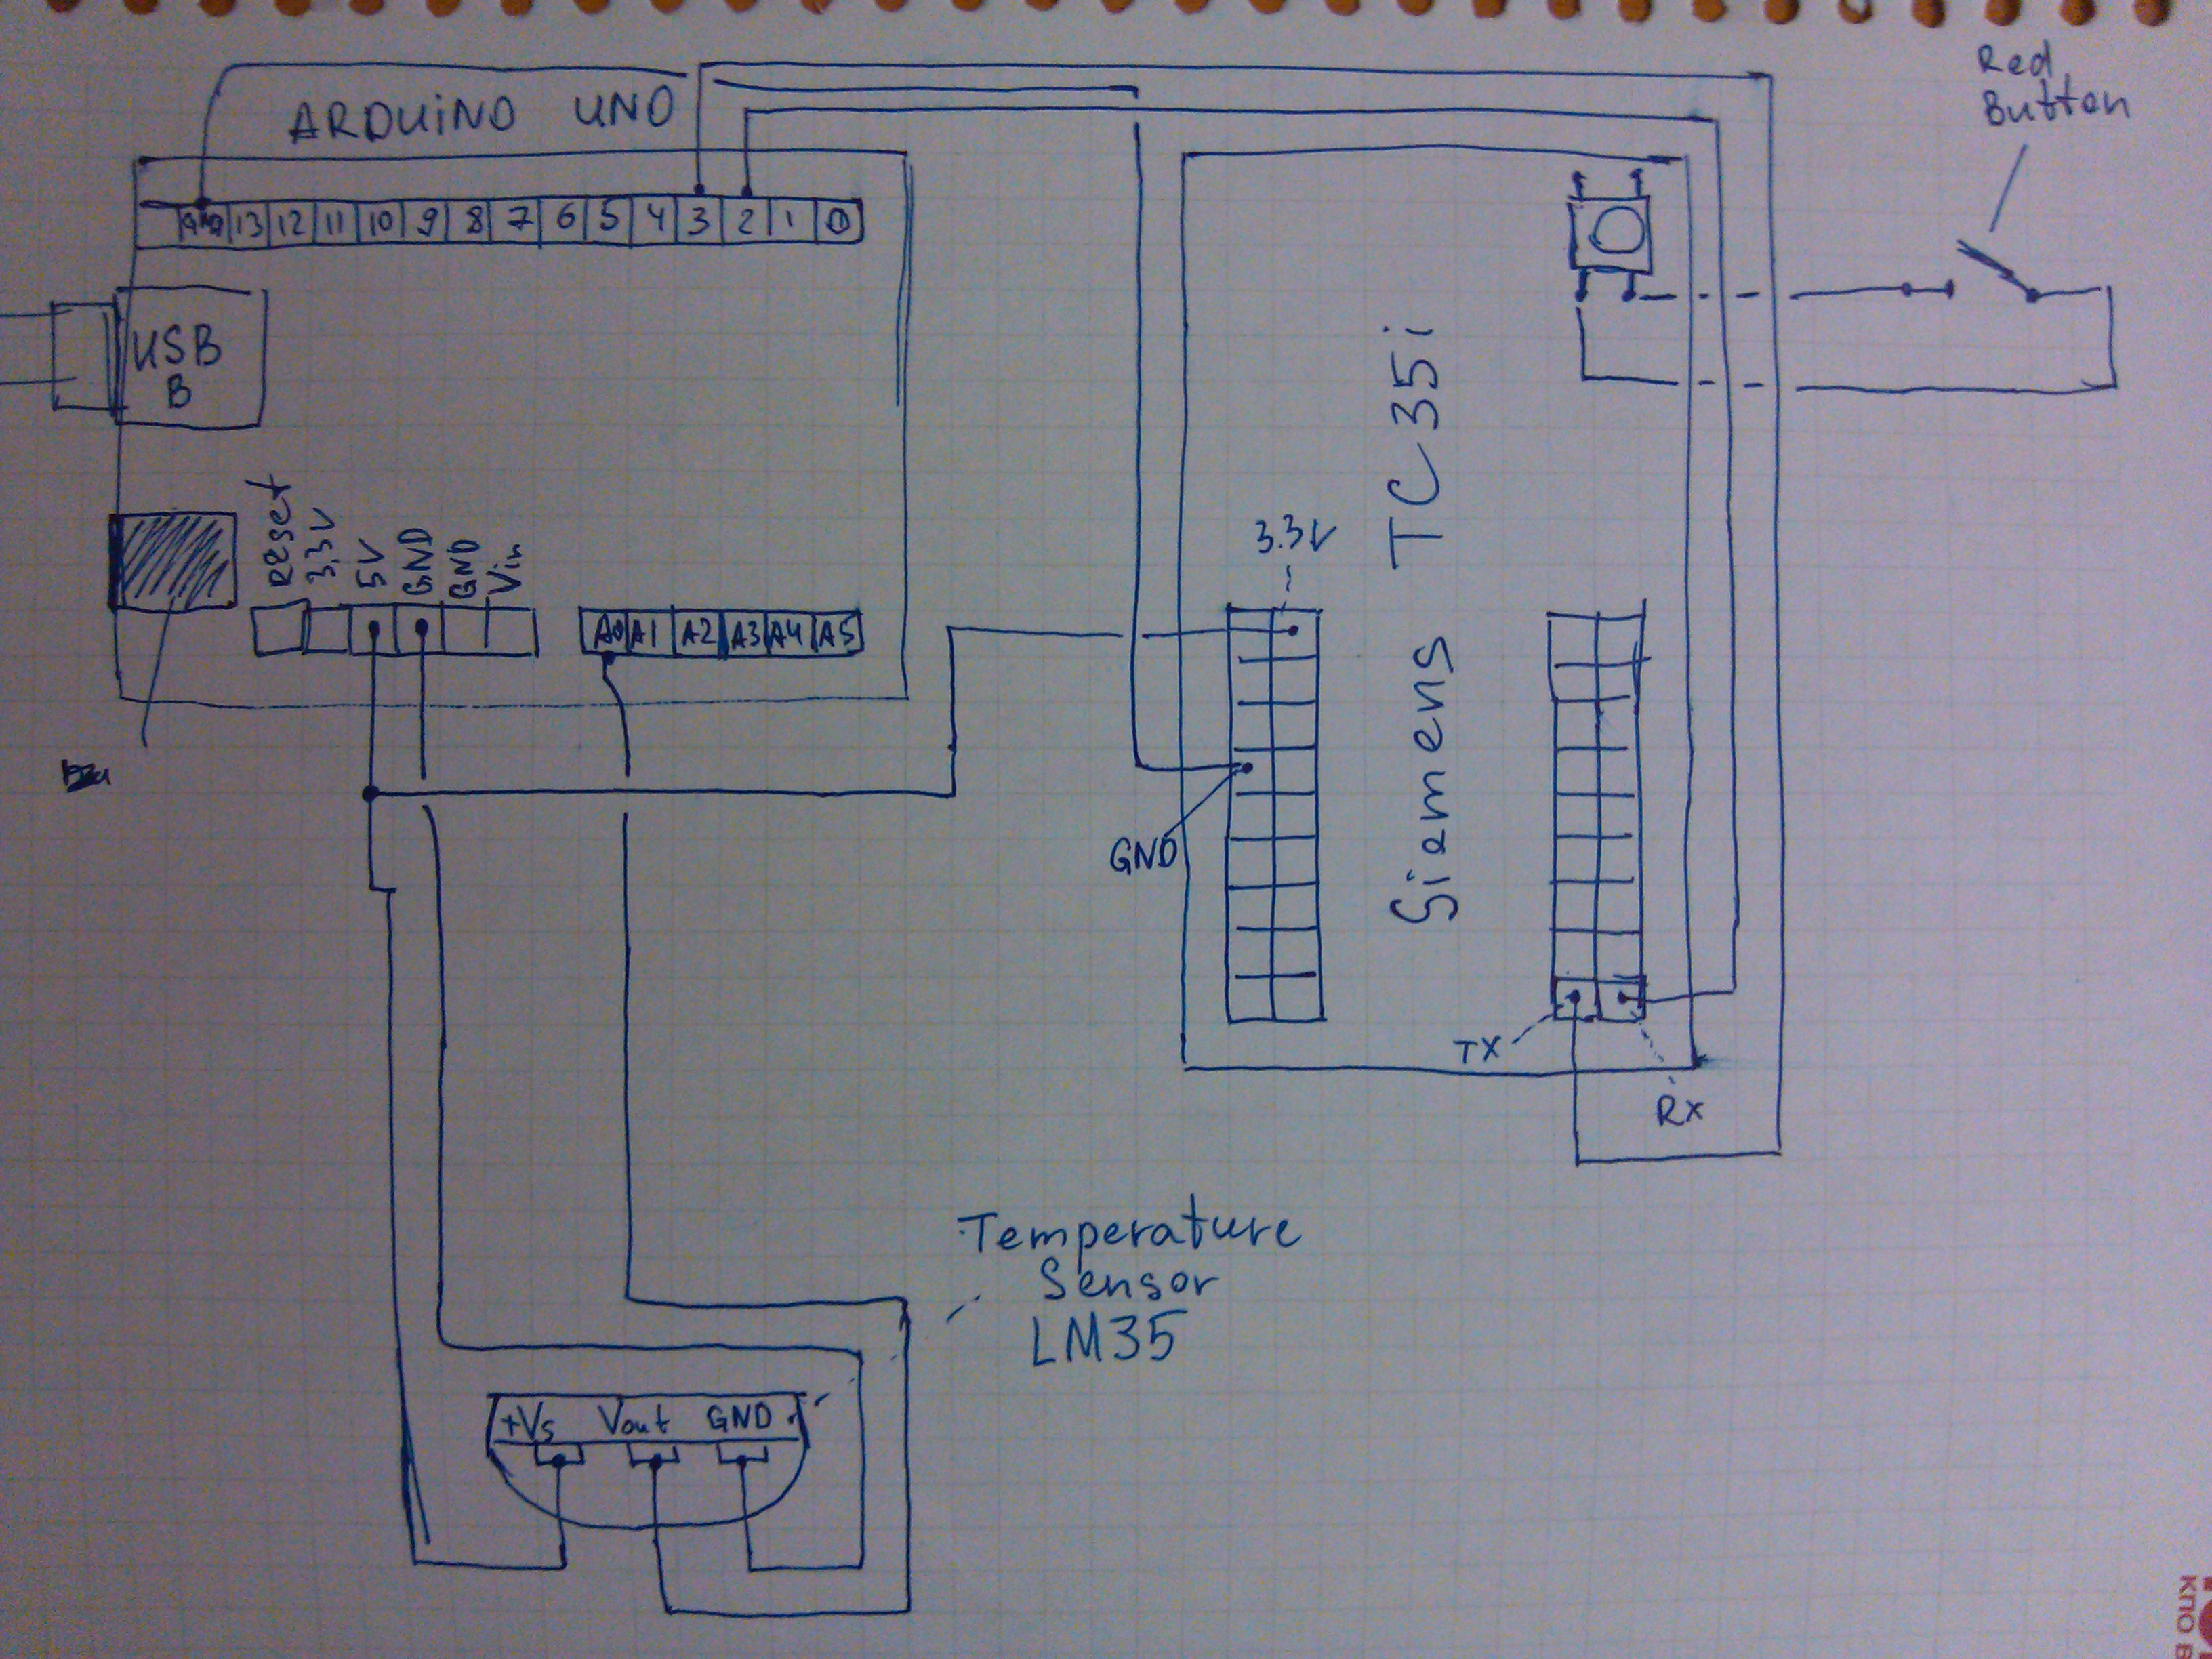 Red
Button
ARDUiNO UNO
GND 13 12 11 10 9 8 7 6 5 4 3 2 1 0
USB
B
Reset
3.3V
5V
GND
GND
Vin
A0 A1 A2 A3 A4 A5
3.3V
Siemens TC35i
GND
TX
RX
Temperature
Sensor
LM35
+Vs Vout GND
КПО В